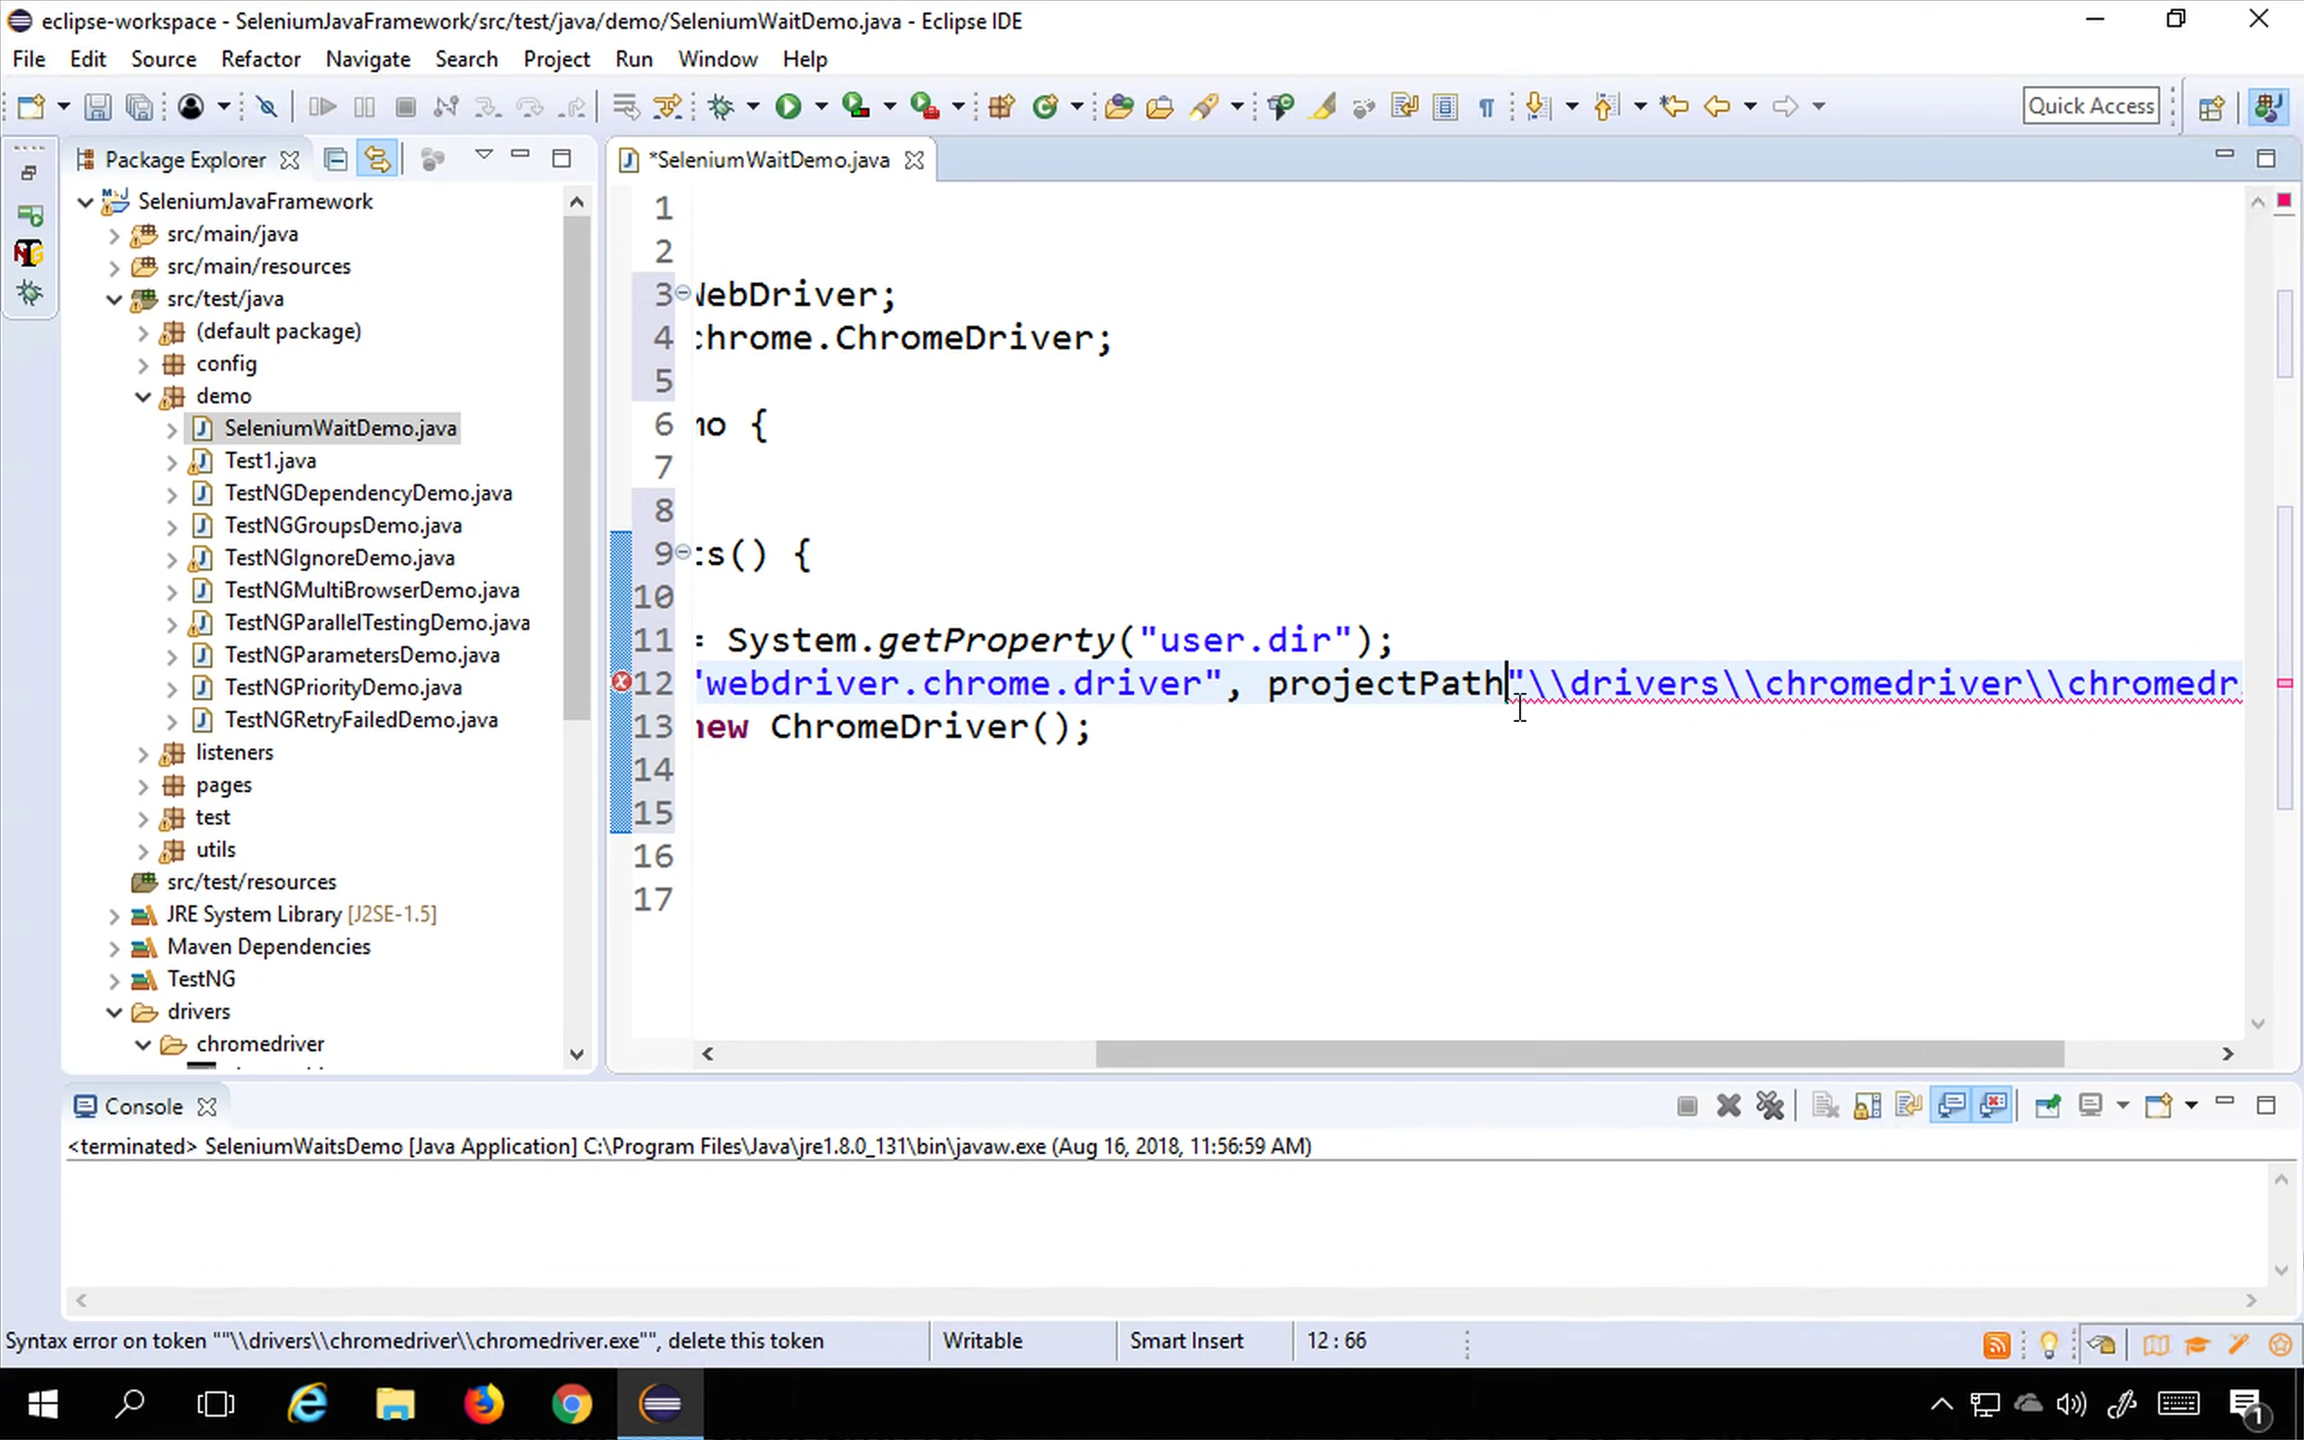 eclipse-workspace - SeleniumJavaFramework/src/test/java/demo/SeleniumWaitDemo.java - Eclipse IDE
File Edit Source Refactor Navigate Search Project Run Window Help
Quick Access
Package Explorer
SeleniumJavaFramework
src/main/java
src/main/resources
src/test/java
(default package)
config
demo
SeleniumWaitDemo.java
Test1.java
TestNGDependencyDemo.java
TestNGGroupsDemo.java
TestNGIgnoreDemo.java
TestNGMultiBrowserDemo.java
TestNGParallelTestingDemo.java
TestNGParametersDemo.java
TestNGPriorityDemo.java
TestNGRetryFailedDemo.java
listeners
pages
test
utils
src/test/resources
JRE System Library [J2SE-1.5]
Maven Dependencies
TestNG
drivers
chromedriver
*SeleniumWaitDemo.java
1
2
3 WebDriver;
4 chrome.ChromeDriver;
5
6 mo {
7
8
9 ts() {
10
11 = System.getProperty("user.dir");
12 "webdriver.chrome.driver", projectPath"\\drivers\\chromedriver\\chromedr
13 new ChromeDriver();
14
15
16
17
Console
<terminated> SeleniumWaitsDemo [Java Application] C:\Program Files\Java\jre1.8.0_131\bin\javaw.exe (Aug 16, 2018, 11:56:59 AM)
Syntax error on token ""\\drivers\\chromedriver\\chromedriver.exe"", delete this token Writable Smart Insert 12 : 66
1